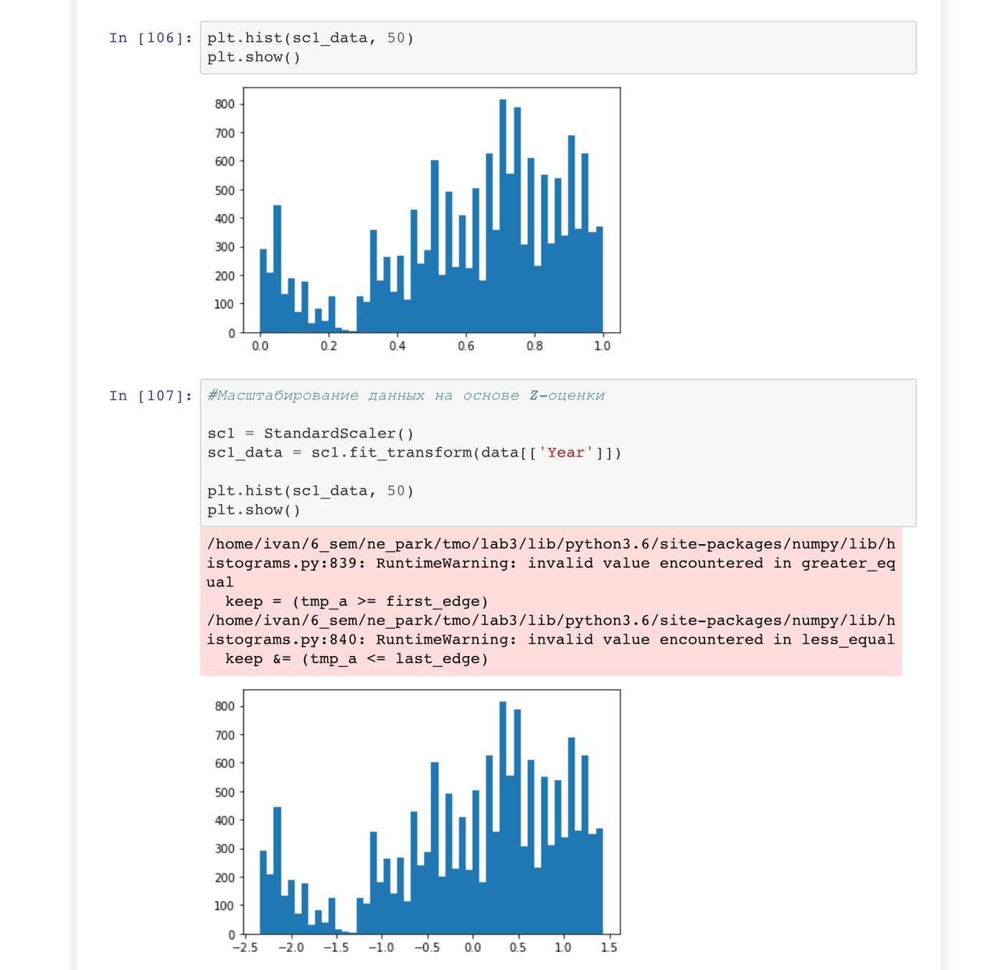 In [106]: plt.hist(sc1_data, 50)
plt.show()
800
700
600
500
400
300
200
100
0
0.0 0.2 0.4 0.6 0.8 1.0
In [107]: #Масштабирование данных на основе Z-оценки
sc1 = StandardScaler()
sc1_data = sc1.fit_transform(data[['Year']])
plt.hist(sc1_data, 50)
plt.show()
/home/ivan/6_sem/ne_park/tmo/lab3/lib/python3.6/site-packages/numpy/lib/h
istograms.py:839: RuntimeWarning: invalid value encountered in greater_eq
ual
  keep = (tmp_a >= first_edge)
/home/ivan/6_sem/ne_park/tmo/lab3/lib/python3.6/site-packages/numpy/lib/h
istograms.py:840: RuntimeWarning: invalid value encountered in less_equal
  keep &= (tmp_a <= last_edge)
800
700
600
500
400
300
200
100
0
−2.5 −2.0 −1.5 −1.0 −0.5 0.0 0.5 1.0 1.5